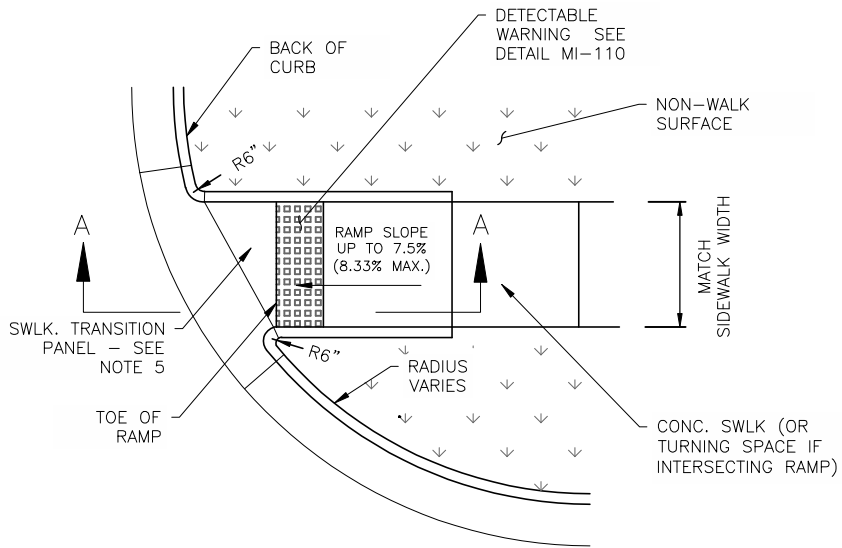 DETECTABLE
WARNING SEE
DETAIL MI-110
BACK OF
CURB
NON-WALK
SURFACE
R6"
A
A
RAMP SLOPE
UP TO 7.5%
(8.33% MAX.)
MATCH
SIDEWALK WIDTH
SWLK. TRANSITION
PANEL - SEE
NOTE 5
R6"
RADIUS
VARIES
TOE OF
RAMP
CONC. SWLK (OR
TURNING SPACE IF
INTERSECTING RAMP)